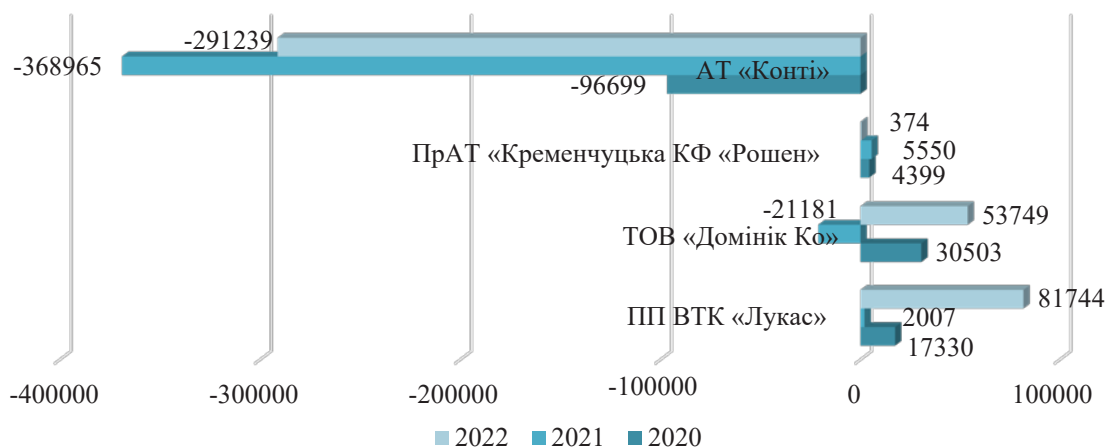 -291239
-368965
АТ «Конті»
-96699
374
ПрАТ «Кременчуцька КФ «Рошен»
5550
4399
-21181
53749
ТОВ «Домінік Ко»
30503
81744
ПП ВТК «Лукас»
2007
17330
-400000 -300000 -200000 -100000 0 100000
2022 2021 2020